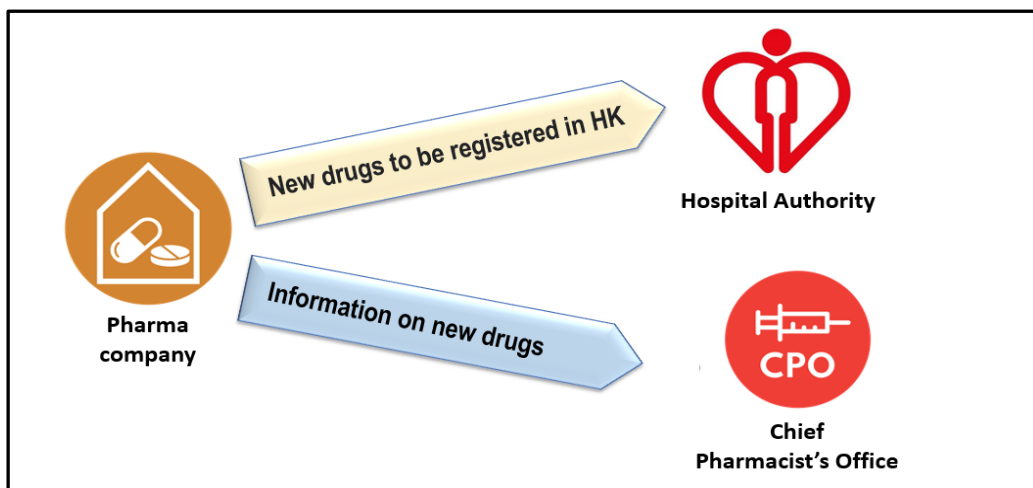 New drugs to be registered in HK
Hospital Authority
Pharma
company
Information on new drugs
CPO
Chief
Pharmacist's Office